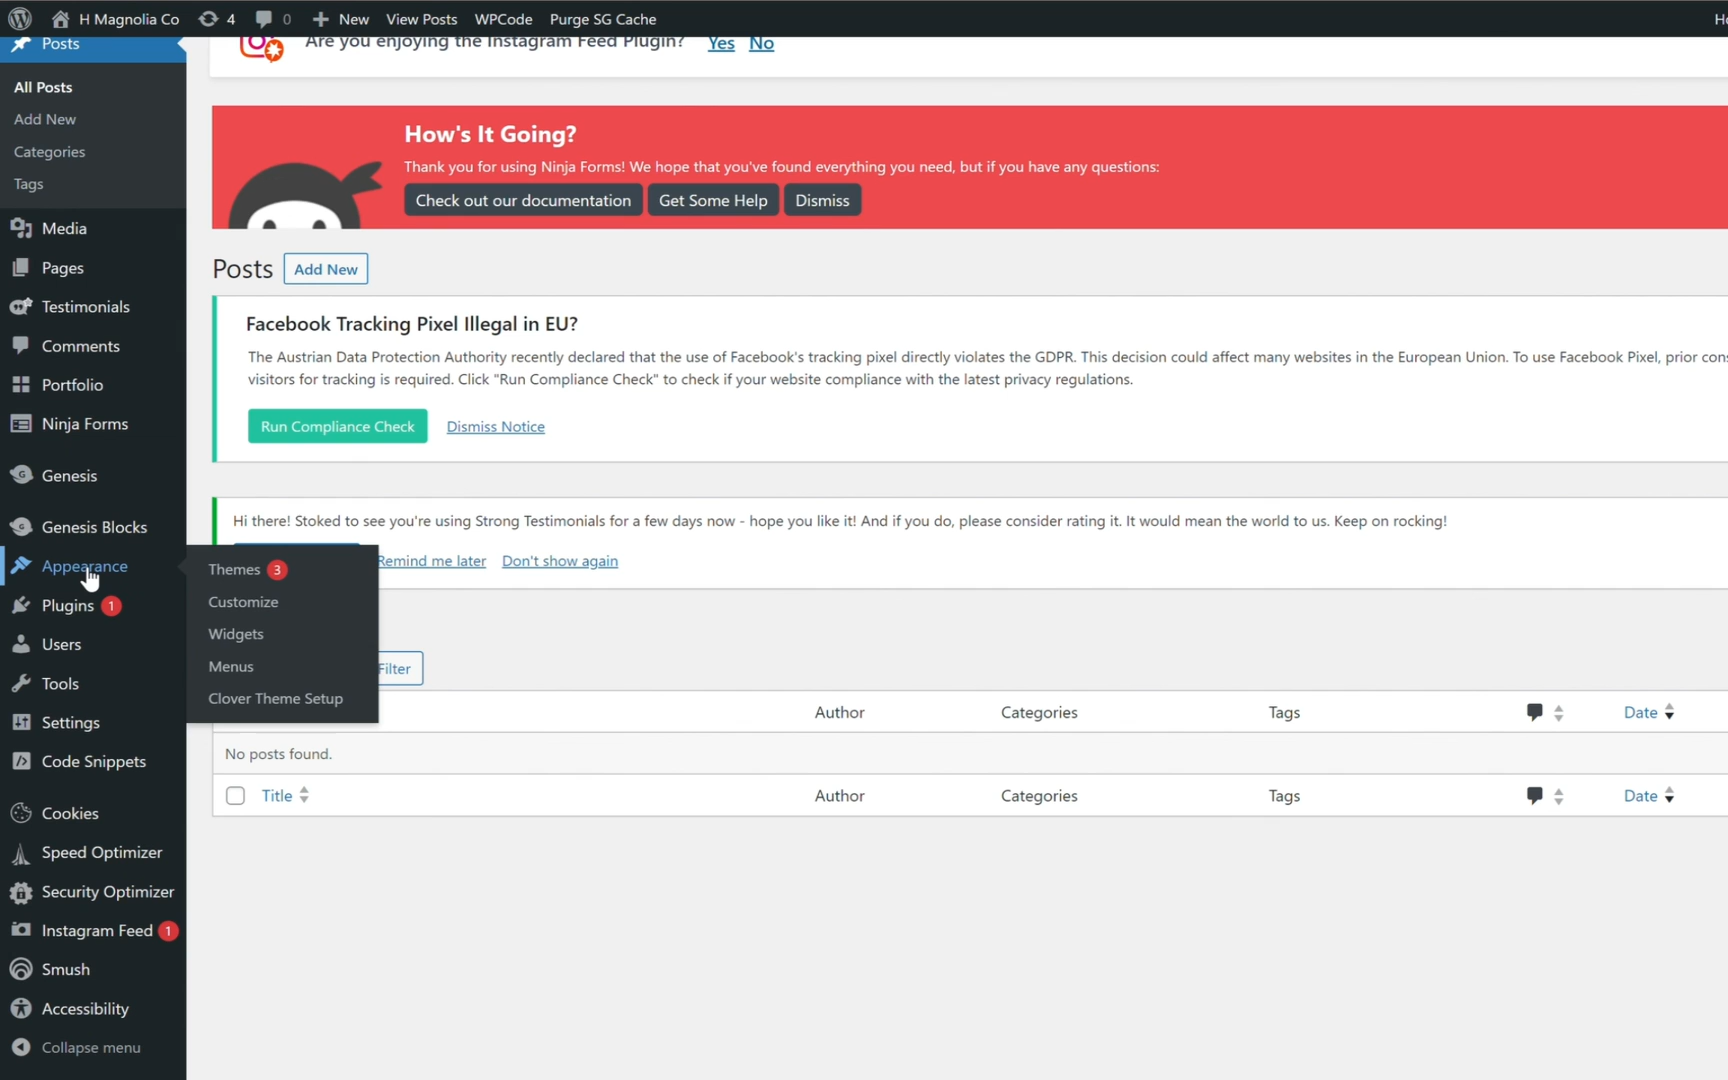 H Magnolia Co 4 0 New View Posts WPCode Purge SG Cache
Posts
Are you enjoying the Instagram Feed Plugin? Yes No
All Posts
Add New
Categories
Tags
Media
Pages
Testimonials
Comments
Portfolio
Ninja Forms
Genesis
Genesis Blocks
Appearance
Plugins 1
Users
Tools
Settings
Code Snippets
Cookies
Speed Optimizer
Security Optimizer
Instagram Feed 1
Smush
Accessibility
Collapse menu
Themes 3
Customize
Widgets
Menus
Clover Theme Setup
How's It Going?
Thank you for using Ninja Forms! We hope that you've found everything you need, but if you have any questions:
Check out our documentation Get Some Help Dismiss
Posts Add New
Facebook Tracking Pixel Illegal in EU?
The Austrian Data Protection Authority recently declared that the use of Facebook's tracking pixel directly violates the GDPR. This decision could affect many websites in the European Union. To use Facebook Pixel, prior con
visitors for tracking is required. Click "Run Compliance Check" to check if your website compliance with the latest privacy regulations.
Run Compliance Check Dismiss Notice
Hi there! Stoked to see you're using Strong Testimonials for a few days now - hope you like it! And if you do, please consider rating it. It would mean the world to us. Keep on rocking!
Remind me later Don't show again
Filter
Author Categories Tags Date
No posts found.
Title Author Categories Tags Date